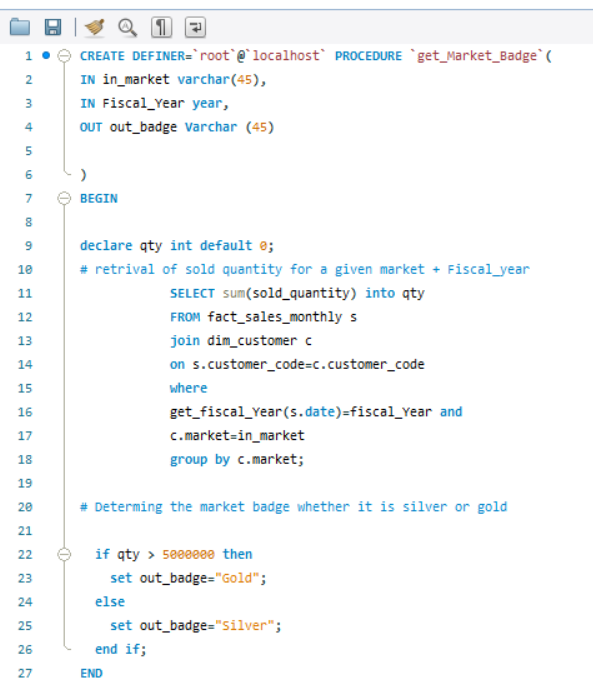 1 CREATE DEFINER=`root`@`localhost` PROCEDURE `get_Market_Badge`(
2 IN in_market varchar(45),
3 IN Fiscal_Year year,
4 OUT out_badge Varchar (45)
5
6 )
7 BEGIN
8
9 declare qty int default 0;
10 # retrival of sold quantity for a given market + Fiscal_year
11 SELECT sum(sold_quantity) into qty
12 FROM fact_sales_monthly s
13 join dim_customer c
14 on s.customer_code=c.customer_code
15 where
16 get_fiscal_Year(s.date)=fiscal_Year and
17 c.market=in_market
18 group by c.market;
19
20 # Determing the market badge whether it is silver or gold
21
22 if qty > 5000000 then
23 set out_badge="Gold";
24 else
25 set out_badge="Silver";
26 end if;
27 END